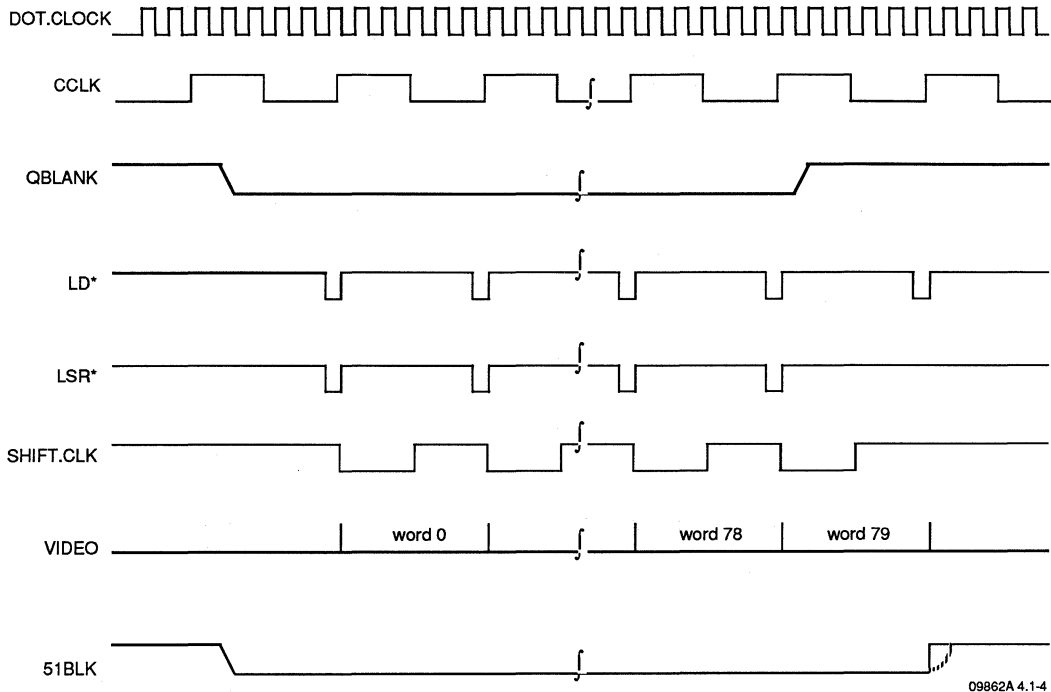 DOT.CLOCK
CCLK
QBLANK
LD*
LSR*
SHIFT.CLK
VIDEO
word 0
word 78
word 79
51BLK
09862A 4.1-4